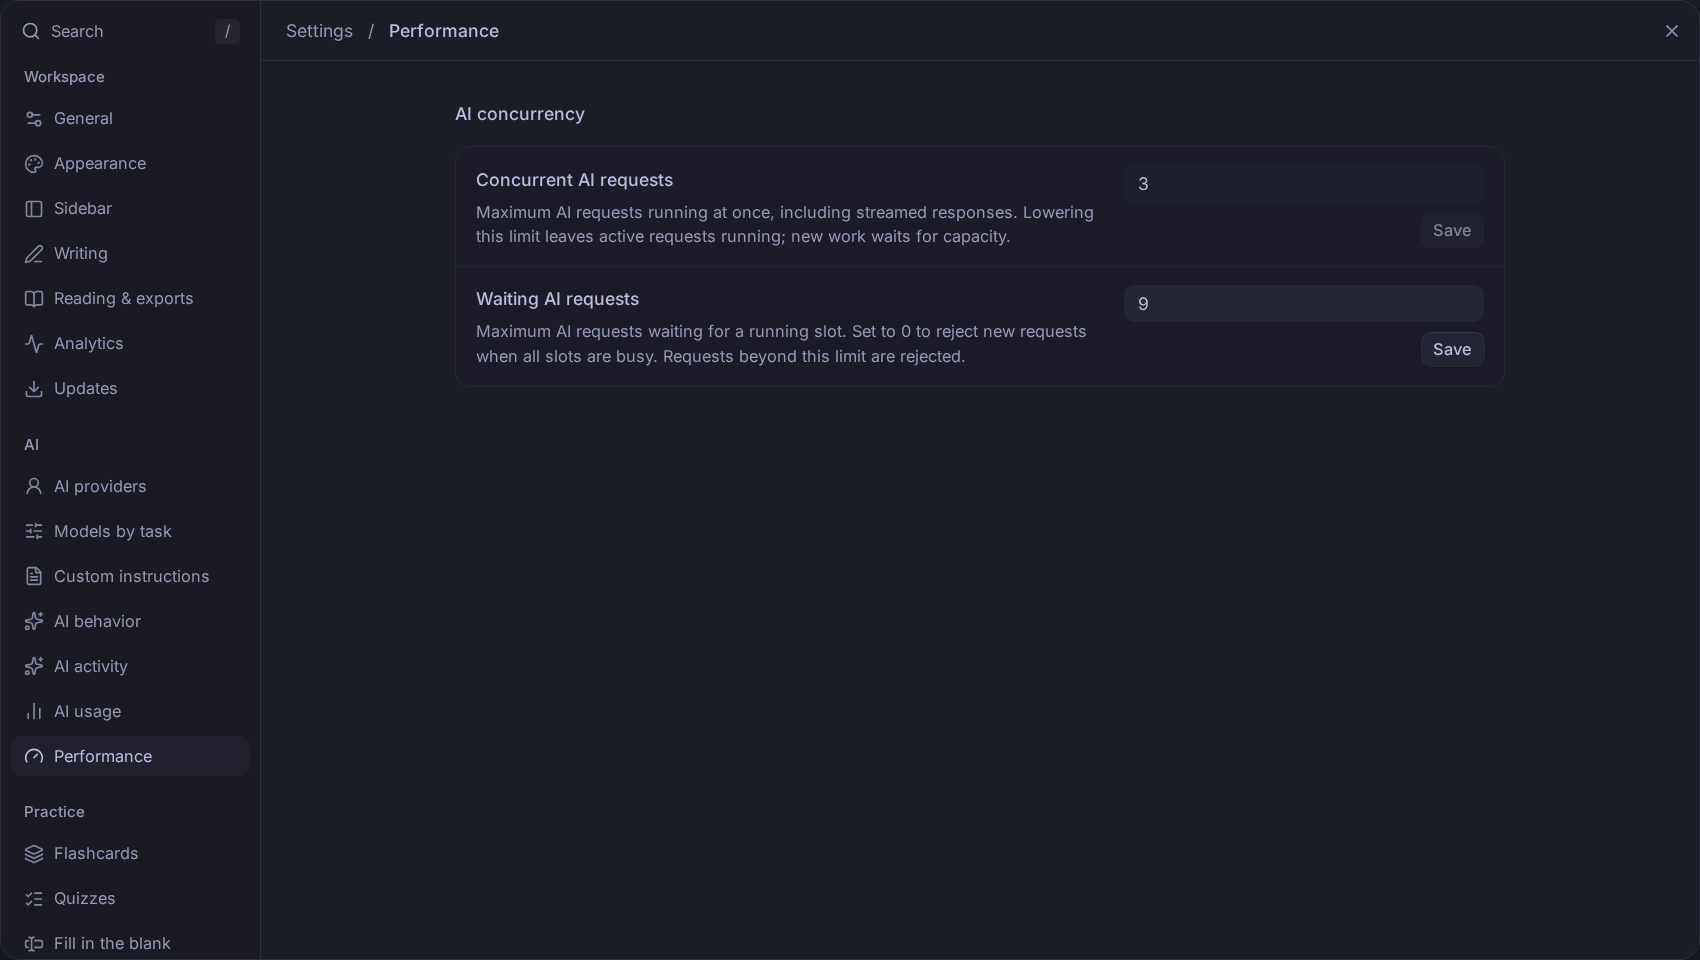 Search
/
Workspace
General
Appearance
Sidebar
Writing
Reading & exports
Analytics
Updates
AI
AI providers
Models by task
Custom instructions
AI behavior
AI activity
AI usage
Performance
Practice
Flashcards
Quizzes
Fill in the blank
Settings / Performance
AI concurrency
Concurrent AI requests
Maximum AI requests running at once, including streamed responses. Lowering
this limit leaves active requests running; new work waits for capacity.
3
Save
Waiting AI requests
Maximum AI requests waiting for a running slot. Set to 0 to reject new requests
when all slots are busy. Requests beyond this limit are rejected.
9
Save